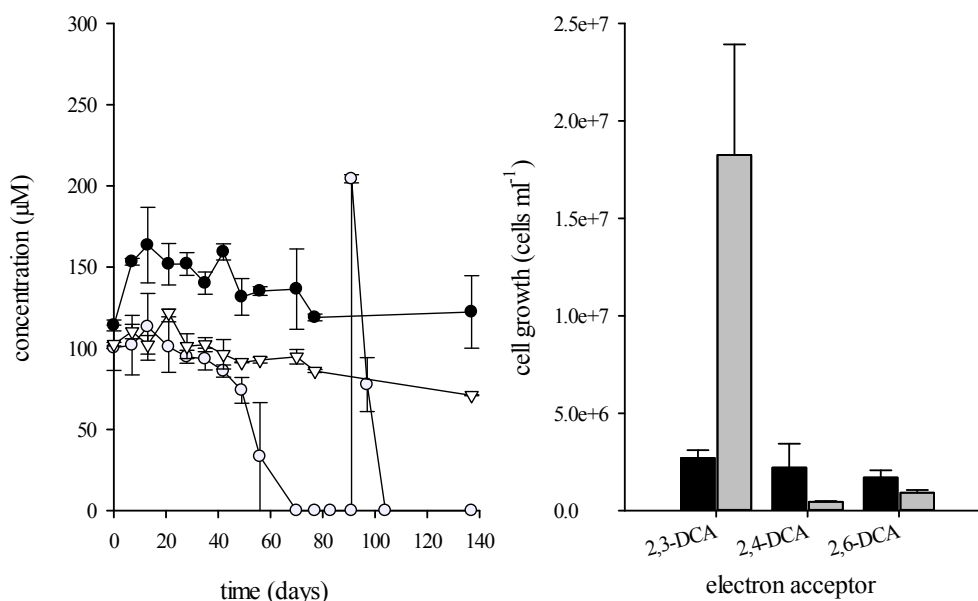 300
250
200
150
100
50
0
concentration (µM)
0 20 40 60 80 100 120 140
time (days)
2.5e+7
2.0e+7
1.5e+7
1.0e+7
5.0e+6
0.0
cell growth (cells ml⁻¹)
2,3-DCA 2,4-DCA 2,6-DCA
electron acceptor